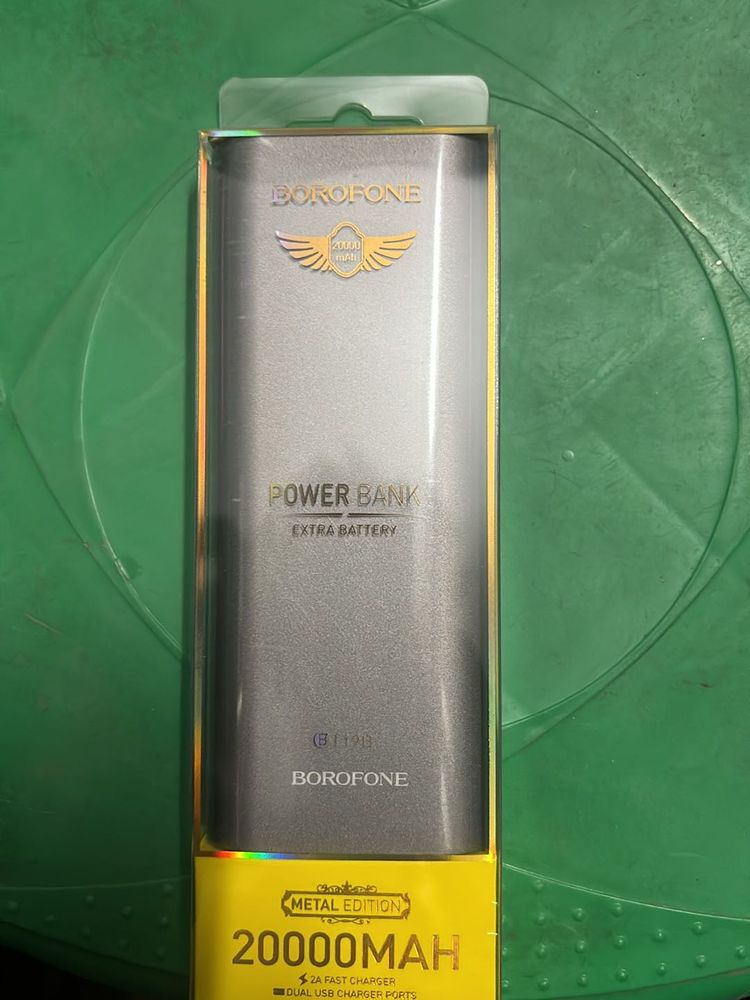 BOROFONE
20000
mAh
POWER BANK
EXTRA BATTERY
BOROFONE
METAL EDITION
20000MAH
2A FAST CHARGER
DUAL USB CHARGER PORTS